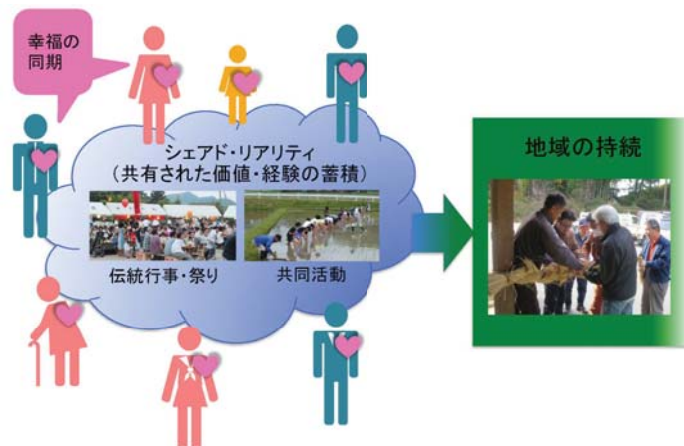 幸福の
同期
シェアド・リアリティ
（共有された価値・経験の蓄積）
伝統行事・祭り
共同活動
地域の持続